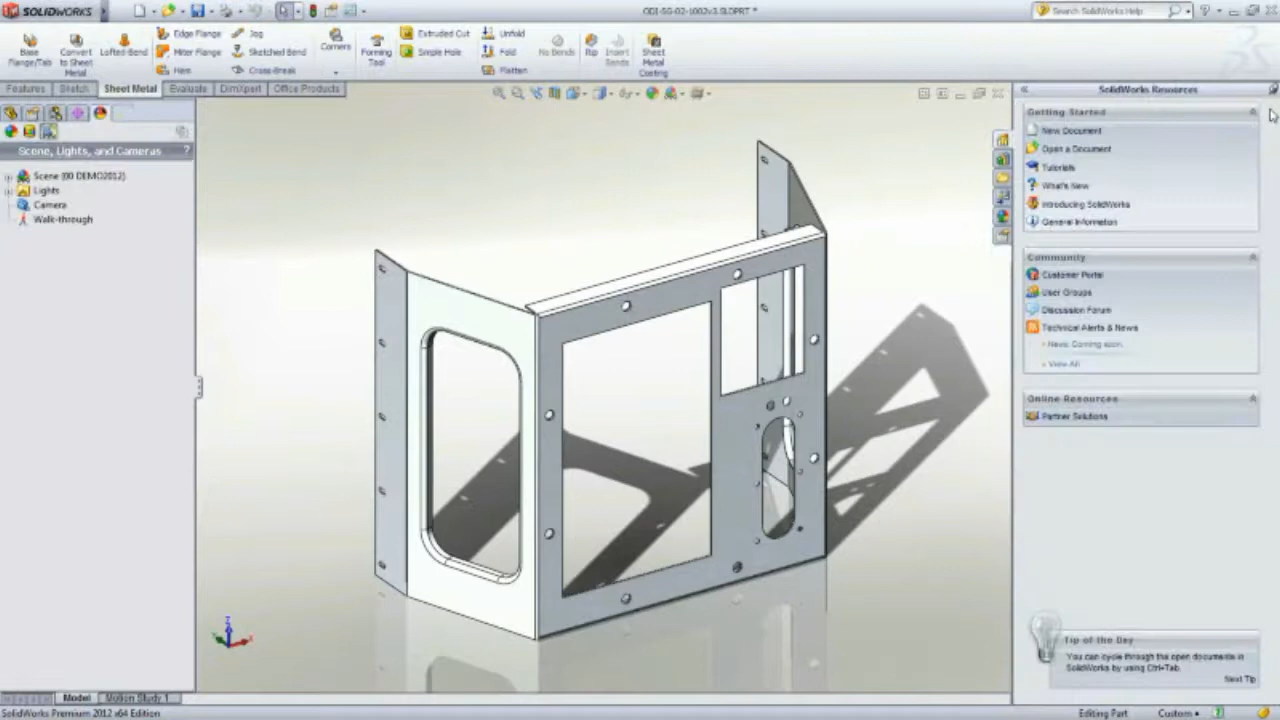 SOLIDWORKS
ODI-SG-02-1002v3.SLDPRT *
Search SolidWorks Help
Base Flange/Tab
Convert to Sheet Metal
Lofted-Bend
Edge Flange
Miter Flange
Hem
Jog
Sketched Bend
Cross-Break
Corners
Forming Tool
Extruded Cut
Simple Hole
Unfold
Fold
Flatten
No Bends
Rip
Insert Bends
Sheet Metal Costing
Features
Sketch
Sheet Metal
Evaluate
DimXpert
Office Products
Scene, Lights, and Cameras
?
Scene (00 DEMO2012)
Lights
Camera
Walk-through
SolidWorks Resources
Getting Started
New Document
Open a Document
Tutorials
What's New
Introducing SolidWorks
General Information
Community
Customer Portal
User Groups
Discussion Forum
Technical Alerts & News
News: Coming soon.
View All
Online Resources
Partner Solutions
Tip of the Day
You can cycle through the open documents in
SolidWorks by using Ctrl+Tab.
Next Tip
Model
Motion Study 1
SolidWorks Premium 2012 x64 Edition
Editing Part
Custom